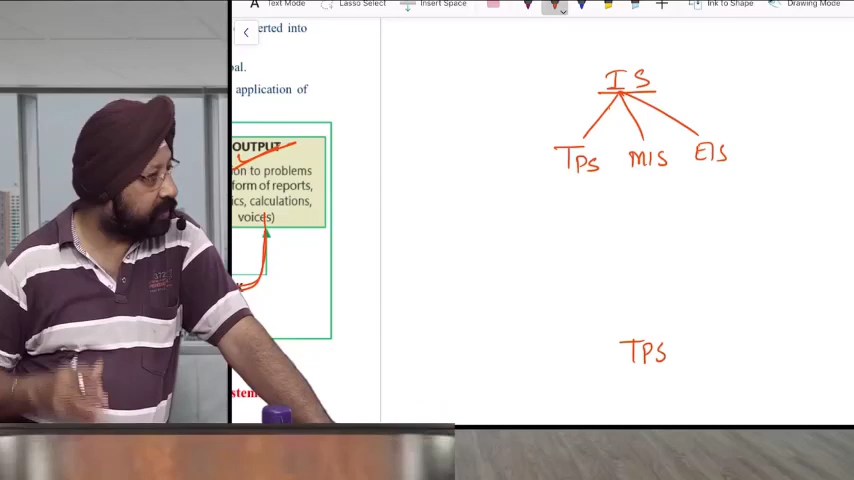 Text Mode
Lasso Select
Insert Space
Ink to Shape
Drawing Mode
erted into
al.
application of
OUTPUT
on to problems
form of reports,
ics, calculations,
voices)
stem
IS
TPS MIS EIS
TPS